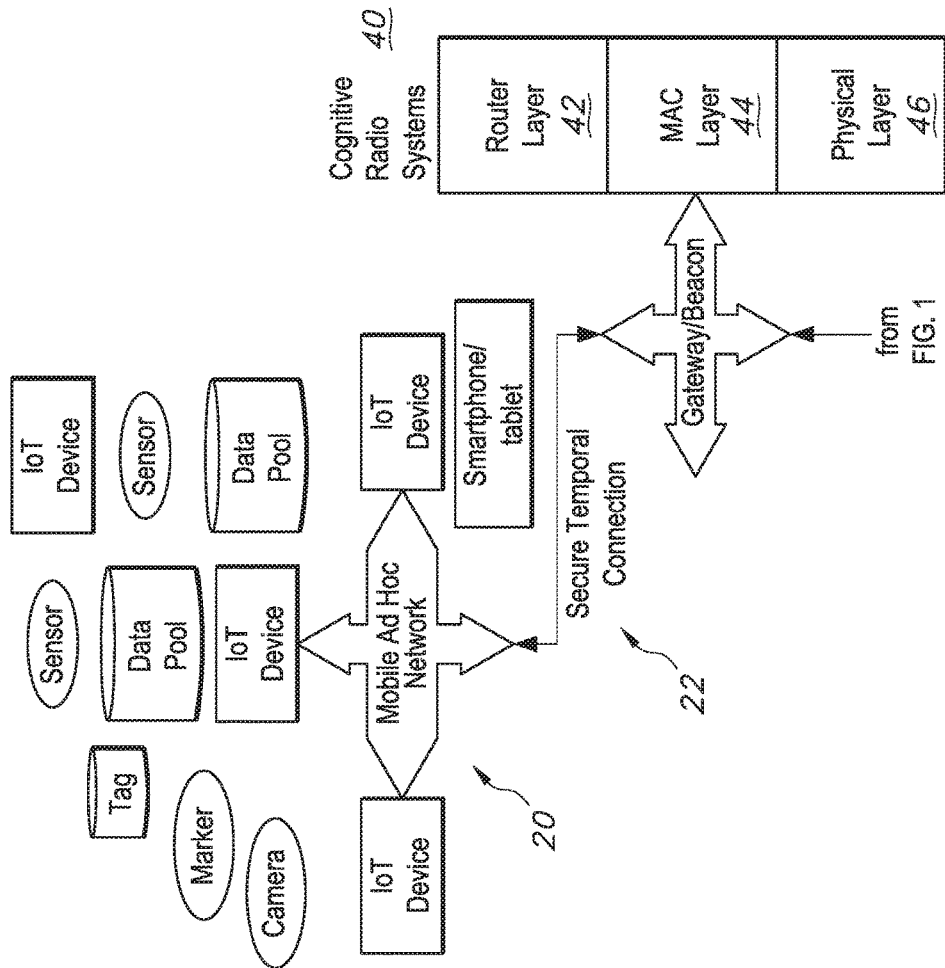 IoT
Device
Sensor
Data
Pool
Sensor
Data
Pool
IoT
Device
Tag
Marker
Camera
IoT
Device
Mobile Ad Hoc
Network
IoT
Device
Smartphone/
tablet
20
22
Secure Temporal
Connection
Cognitive
Radio
Systems
40
Router
Layer
42
MAC
Layer
44
Physical
Layer
46
Gateway/Beacon
from
FIG. 1